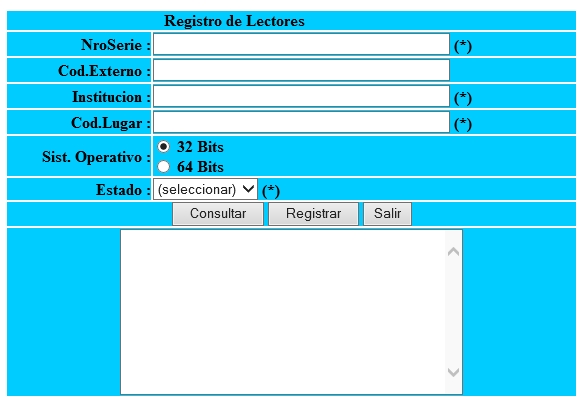 Registro de Lectores
NroSerie : (*)
Cod.Externo :
Institucion : (*)
Cod.Lugar : (*)
Sist. Operativo : 32 Bits
64 Bits
Estado : (seleccionar) (*)
Consultar Registrar Salir